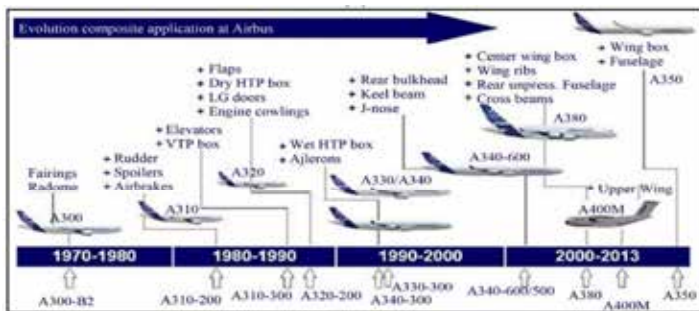 Evolution composite application at Airbus
+ Flaps
+ Dry HTP box
+ LG doors
+ Engine cowlings
+ Elevators
+ VTP box
+ Rudder
+ Spoilers
+ Airbrakes
Fairings
Radome
A300
A310
A320
+ Wet HTP box
+ Ailerons
A330/A340
+ Rear bulkhead
+ Keel beam
+ J-nose
A340-600
+ Center wing box
+ Wing ribs
+ Rear unpress. Fuselage
+ Cross beams
A380
+ Wing box
+ Fuselage
A350
+ Upper Wing
A400M
1970-1980
1980-1990
1990-2000
2000-2013
A300-B2
A310-200
A310-300
A320-200
A330-300
A340-300
A340-600/500
A380
A400M
A350